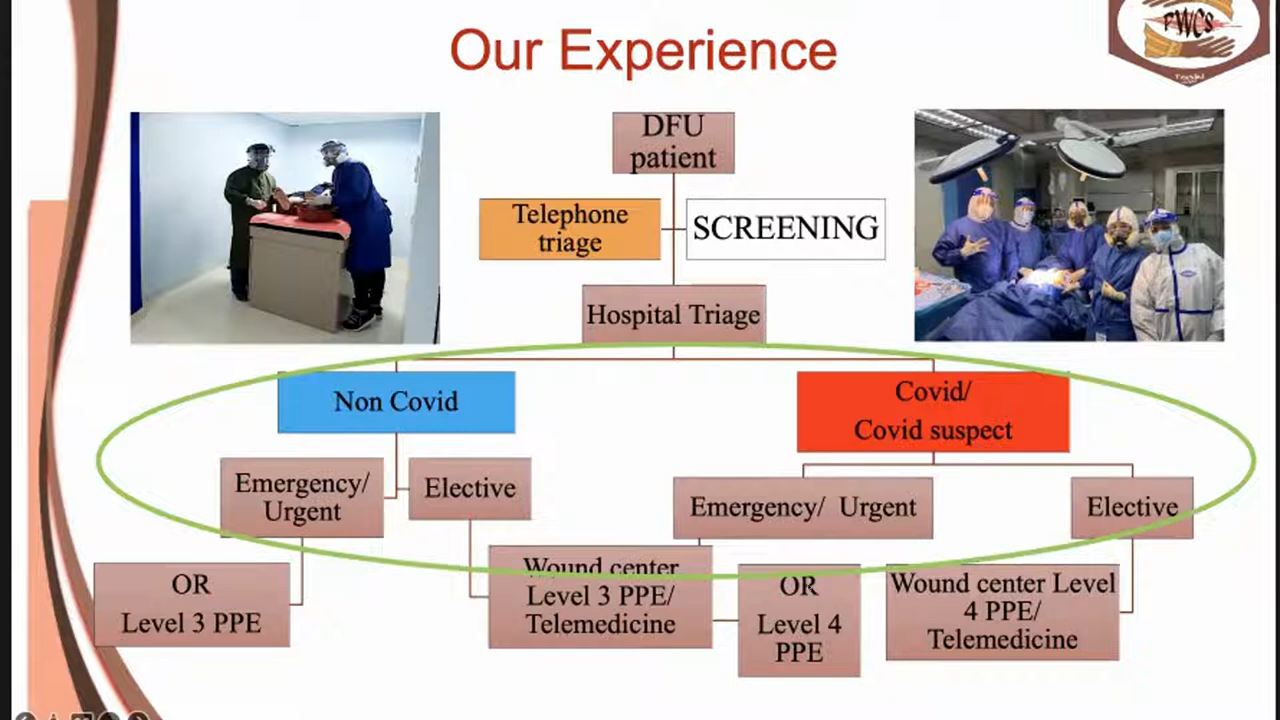 Our Experience
PWCS
DFU
patient
Telephone
triage
SCREENING
Hospital Triage
Non Covid
Covid/
Covid suspect
Emergency/
Urgent
Elective
Emergency/ Urgent
Elective
OR
Level 3 PPE
Wound center
Level 3 PPE/
Telemedicine
OR
Level 4
PPE
Wound center Level
4 PPE/
Telemedicine